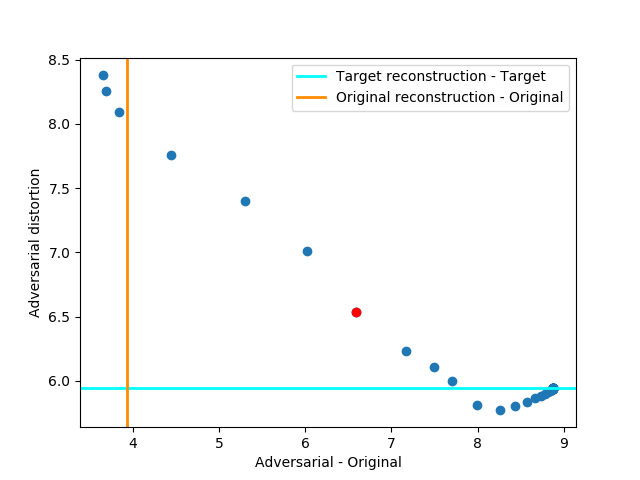 8.5
8.0
7.5
7.0
6.5
6.0
Adversarial distortion
Target reconstruction - Target
Original reconstruction - Original
4 5 6 7 8 9
Adversarial - Original